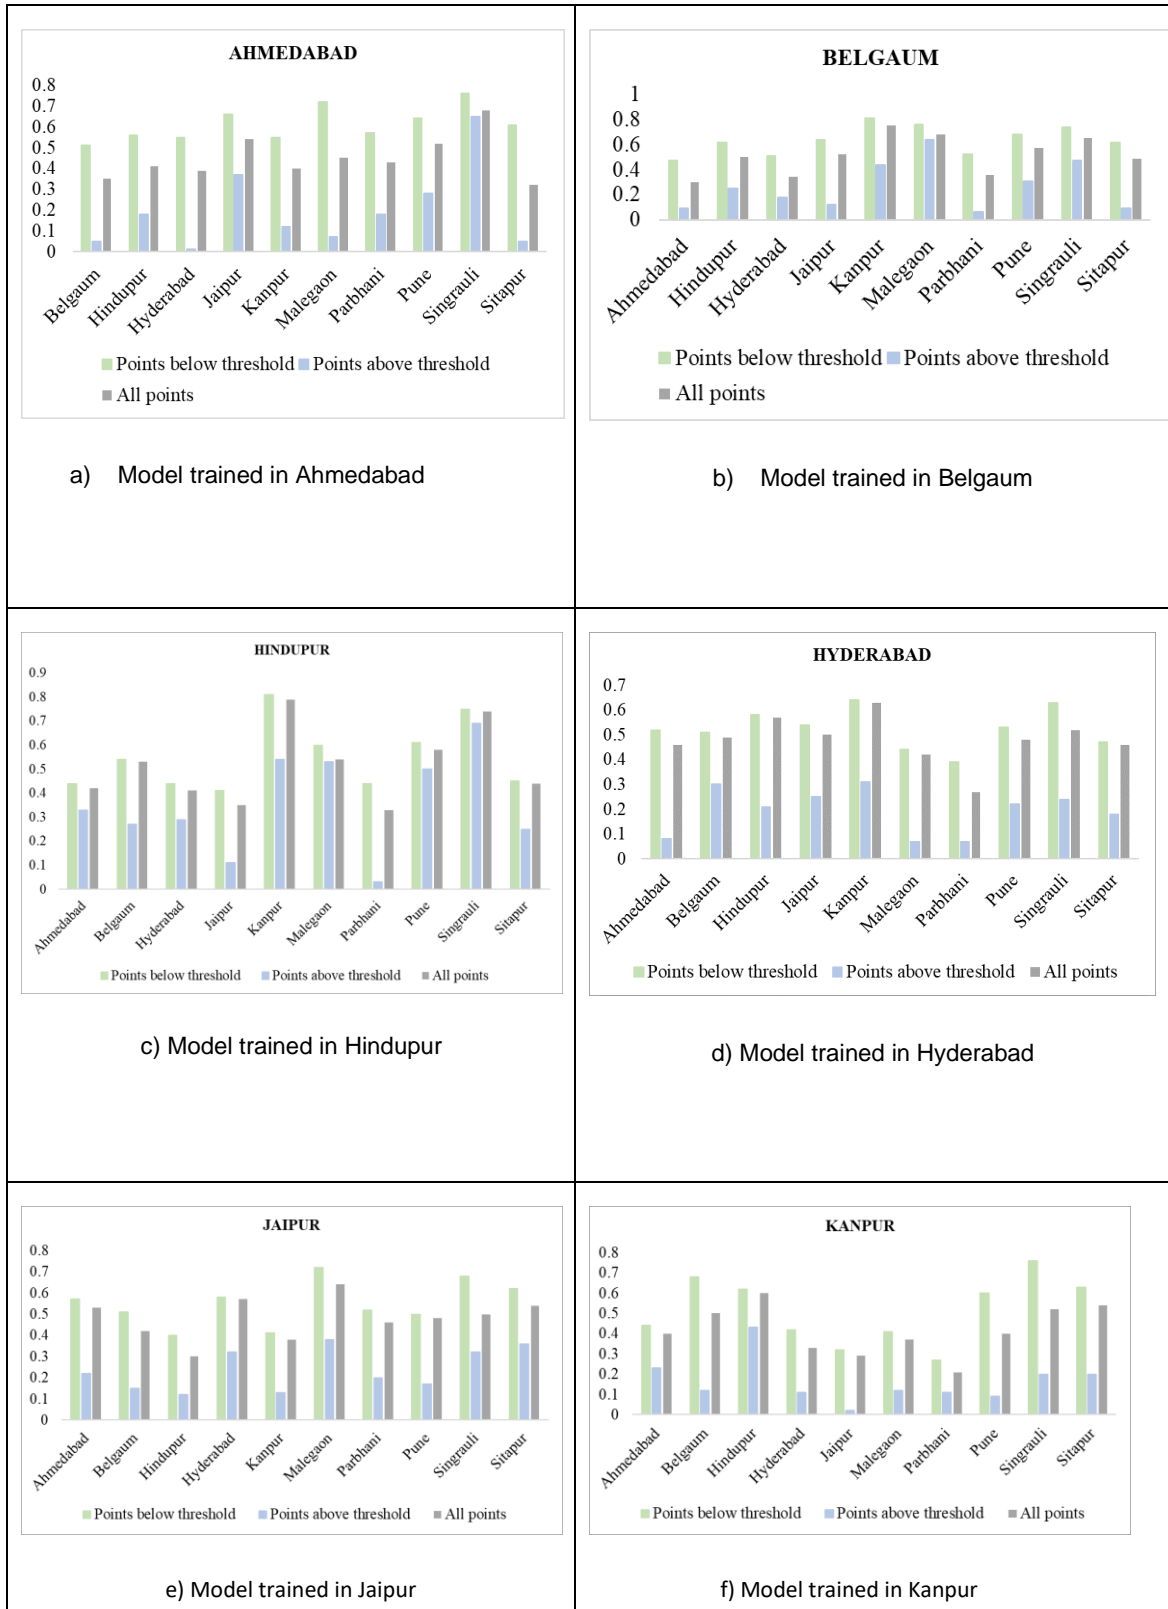 AHMEDABAD
0.8
0.7
0.6
0.5
0.4
0.3
0.2
0.1
0
Belgaum
Hindupur
Hyderabad
Jaipur
Kanpur
Malegaon
Parbhani
Pune
Singrauli
Sitapur
Points below threshold Points above threshold
All points
a) Model trained in Ahmedabad
BELGAUM
1
0.8
0.6
0.4
0.2
0
Ahmedabad
Hindupur
Hyderabad
Jaipur
Kanpur
Malegaon
Parbhani
Pune
Singrauli
Sitapur
Points below threshold Points above threshold
All points
b) Model trained in Belgaum
HINDUPUR
0.9
0.8
0.7
0.6
0.5
0.4
0.3
0.2
0.1
0
Ahmedabad
Belgaum
Hyderabad
Jaipur
Kanpur
Malegaon
Parbhani
Pune
Singrauli
Sitapur
Points below threshold Points above threshold All points
c) Model trained in Hindupur
HYDERABAD
0.7
0.6
0.5
0.4
0.3
0.2
0.1
0
Ahmedabad
Belgaum
Hindupur
Jaipur
Kanpur
Malegaon
Parbhani
Pune
Singrauli
Sitapur
Points below threshold Points above threshold All points
d) Model trained in Hyderabad
JAIPUR
0.8
0.7
0.6
0.5
0.4
0.3
0.2
0.1
0
Ahmedabad
Belgaum
Hindupur
Hyderabad
Kanpur
Malegaon
Parbhani
Pune
Singrauli
Sitapur
Points below threshold Points above threshold All points
e) Model trained in Jaipur
KANPUR
0.8
0.7
0.6
0.5
0.4
0.3
0.2
0.1
0
Ahmedabad
Belgaum
Hindupur
Hyderabad
Jaipur
Malegaon
Parbhani
Pune
Singrauli
Sitapur
Points below threshold Points above threshold All points
f) Model trained in Kanpur